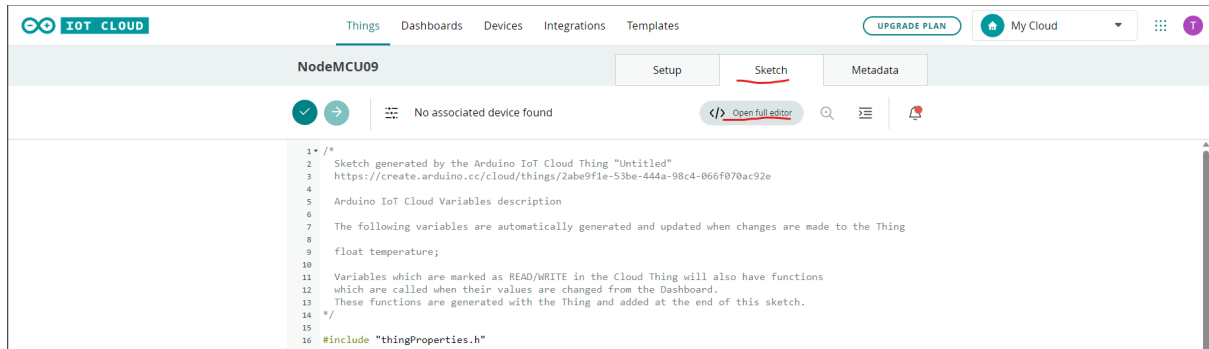 IOT CLOUD Things Dashboards Devices Integrations Templates UPGRADE PLAN My Cloud T
NodeMCU09 Setup Sketch Metadata
No associated device found </> Open full editor
1 /*
2 Sketch generated by the Arduino IoT Cloud Thing "Untitled"
3 https://create.arduino.cc/cloud/things/2abe9f1e-53be-444a-98c4-066f070ac92e
4
5 Arduino IoT Cloud Variables description
6
7 The following variables are automatically generated and updated when changes are made to the Thing
8
9 float temperature;
10
11 Variables which are marked as READ/WRITE in the Cloud Thing will also have functions
12 which are called when their values are changed from the Dashboard.
13 These functions are generated with the Thing and added at the end of this sketch.
14 */
15
16 #include "thingProperties.h"